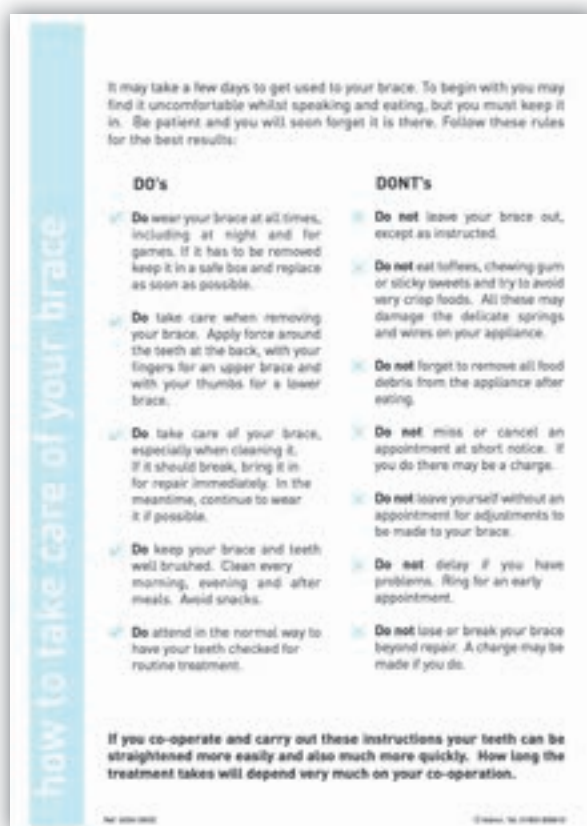 how to take care of your brace
It may take a few days to get used to your brace. To begin with you may
find it uncomfortable whilst speaking and eating, but you must keep it
in. Be patient and you will soon forget it is there. Follow these rules
for the best results:
DO's
Do wear your brace at all times,
including at night and for
games. If it has to be removed
keep it in a safe box and replace
as soon as possible.
Do take care when removing
your brace. Apply force around
the teeth at the back, with your
fingers for an upper brace and
with your thumbs for a lower
brace.
Do take care of your brace,
especially when cleaning it.
If it should break, bring it in
for repair immediately. In the
meantime, continue to wear
it if possible.
Do keep your brace and teeth
well brushed. Clean every
morning, evening and after
meals. Avoid snacks.
Do attend in the normal way to
have your teeth checked for
routine treatment.
DONT's
Do not leave your brace out,
except as instructed.
Do not eat toffees, chewing gum
or sticky sweets and try to avoid
very crisp foods. All these may
damage the delicate springs
and wires on your appliance.
Do not forget to remove all food
debris from the appliance after
eating.
Do not miss or cancel an
appointment at short notice. If
you do there may be a charge.
Do not leave yourself without an
appointment for adjustments to
be made to your brace.
Do not delay if you have
problems. Ring for an early
appointment.
Do not lose or break your brace
beyond repair. A charge may be
made if you do.
If you co-operate and carry out these instructions your teeth can be
straightened more easily and also much more quickly. How long the
treatment takes will depend very much on your co-operation.